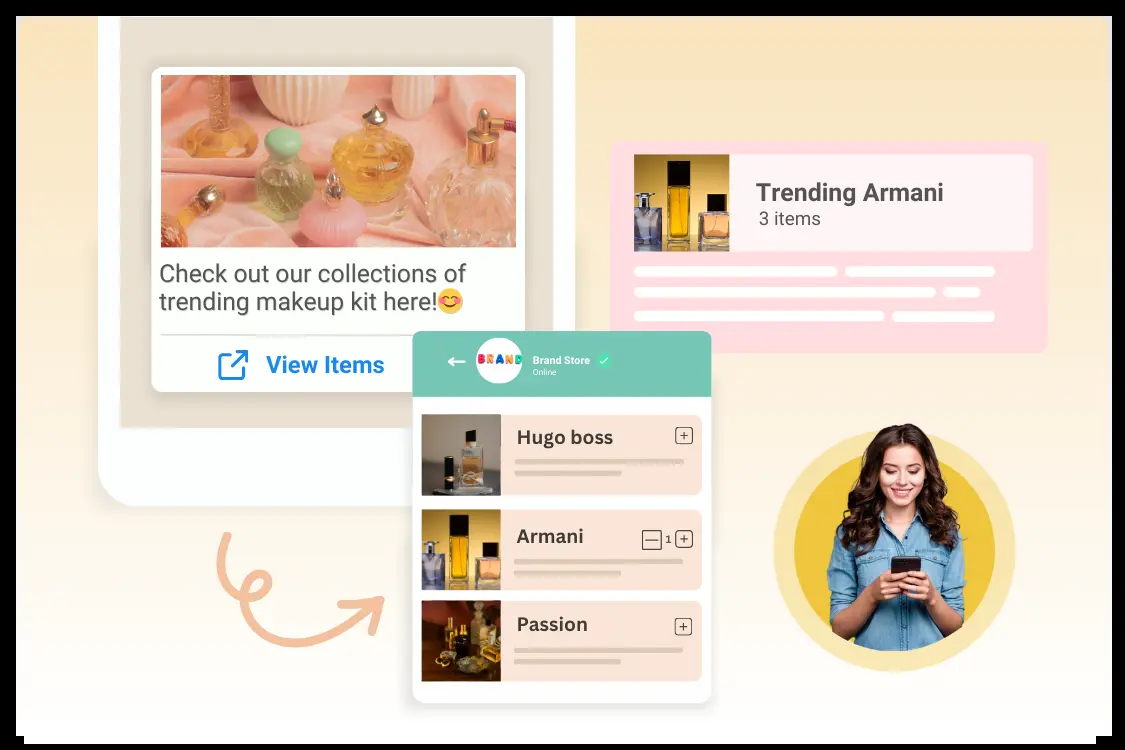 Check out our collections of
trending makeup kit here!😊
View Items
Trending Armani
3 items
BRAND
Brand Store
Online
Hugo boss
Armani
1
Passion